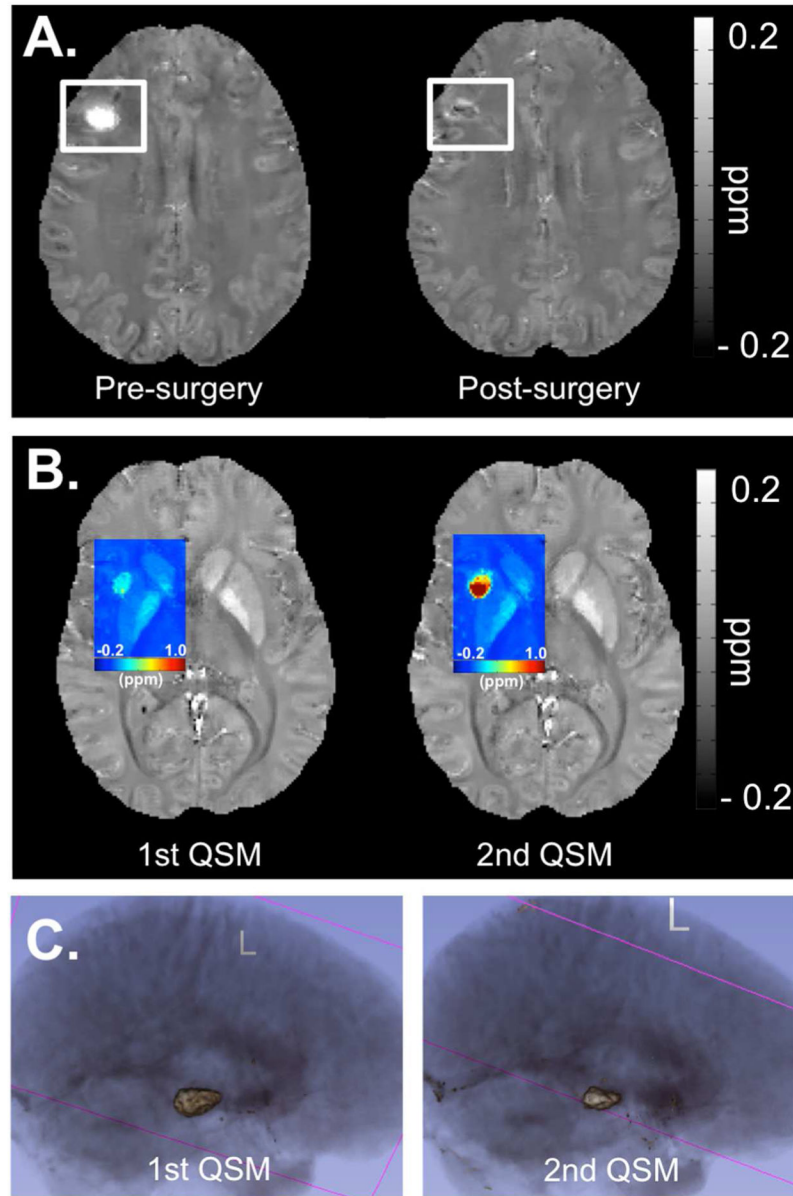 A.
0.2
ppm
- 0.2
Pre-surgery
Post-surgery
B.
0.2
ppm
- 0.2
-0.2 1.0
(ppm)
-0.2 1.0
(ppm)
1st QSM
2nd QSM
C.
L
L
1st QSM
2nd QSM